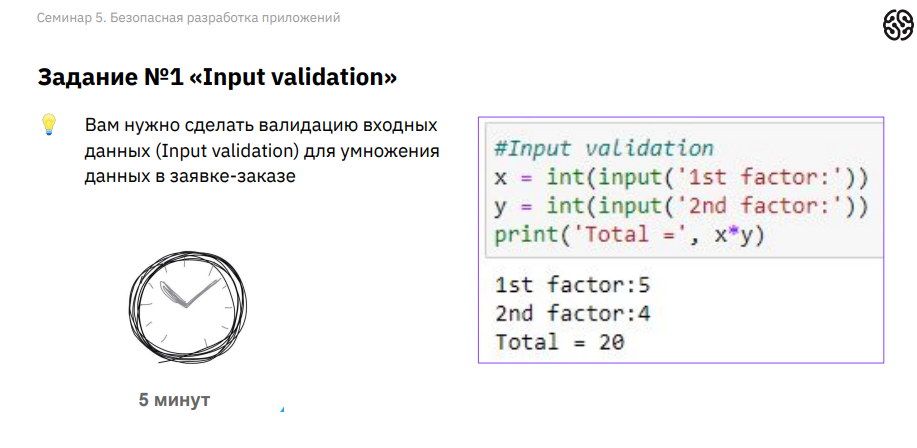 Семинар 5. Безопасная разработка приложений
Задание №1 «Input validation»
Вам нужно сделать валидацию входных
данных (Input validation) для умножения
данных в заявке-заказе
#Input validation
x = int(input('1st factor:'))
y = int(input('2nd factor:'))
print('Total =', x*y)
1st factor:5
2nd factor:4
Total = 20
5 минут